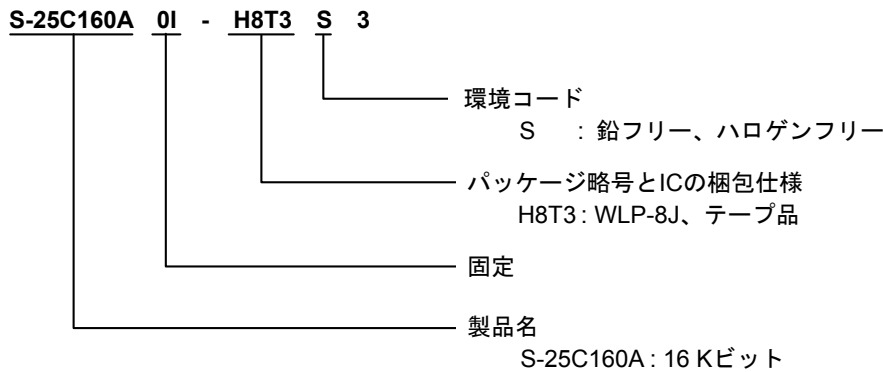 S-25C160A 0I - H8T3 S 3
環境コード
S : 鉛フリー、ハロゲンフリー
パッケージ略号とICの梱包仕様
H8T3 : WLP-8J、テープ品
固定
製品名
S-25C160A : 16 Kビット